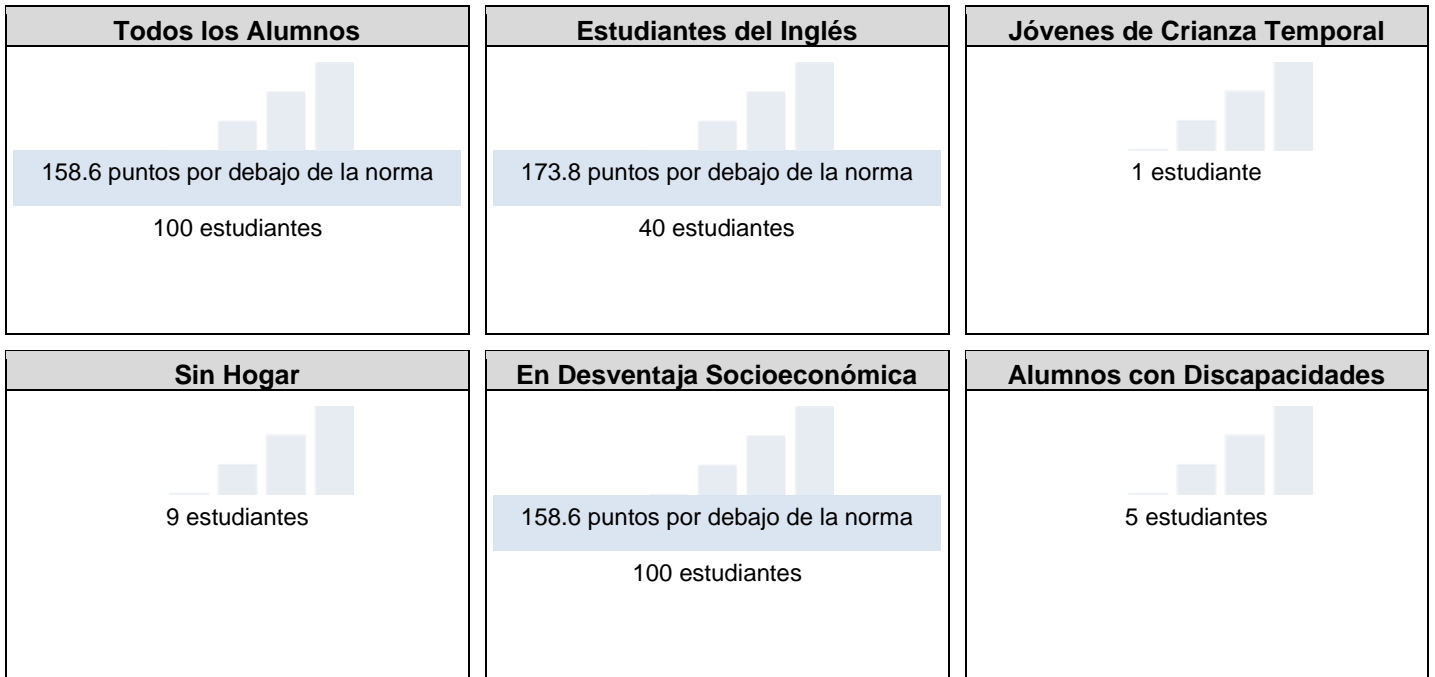 Todos los Alumnos
158.6 puntos por debajo de la norma
100 estudiantes
Estudiantes del Inglés
173.8 puntos por debajo de la norma
40 estudiantes
Jóvenes de Crianza Temporal
1 estudiante
Sin Hogar
9 estudiantes
En Desventaja Socioeconómica
158.6 puntos por debajo de la norma
100 estudiantes
Alumnos con Discapacidades
5 estudiantes